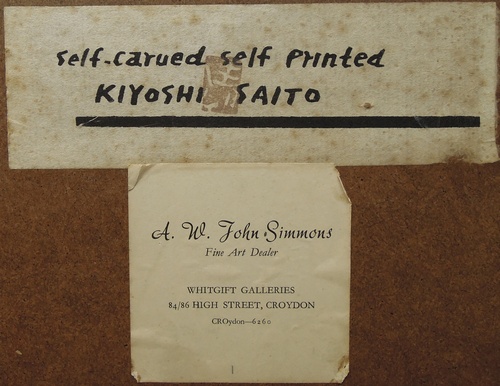 self-carved self Printed
KIYOSHI SAITO
A. W. John Simmons
Fine Art Dealer
WHITGIFT GALLERIES
84/86 HIGH STREET, CROYDON
CROydon—6260